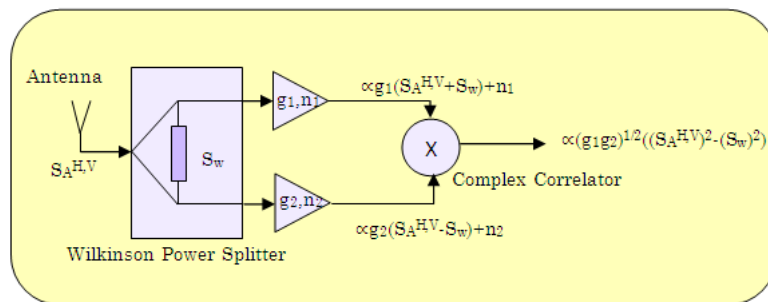 Antenna
S_A^H,V
S_w
g₁,n₁
g₂,n₂
∝g₁(S_A^H,V+S_w)+n₁
X
∝(g₁g₂)^1/2((S_A^H,V)²-(S_w)²)
Complex Correlator
∝g₂(S_A^H,V-S_w)+n₂
Wilkinson Power Splitter